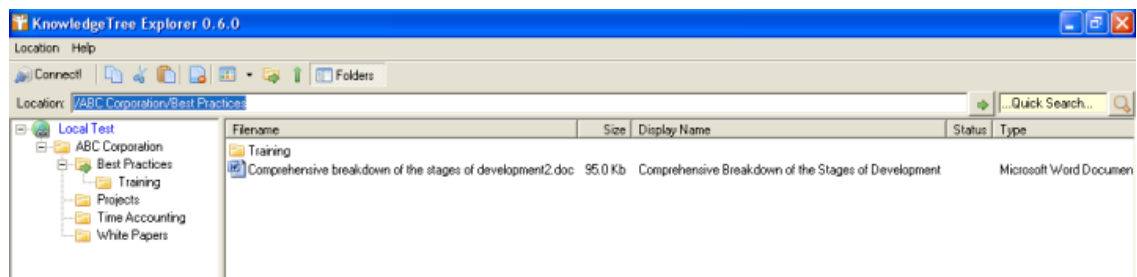 KnowledgeTree Explorer 0.6.0
Location Help
Connect! Folders
Location: /ABC Corporation/Best Practices ...Quick Search...
Local Test
ABC Corporation
Best Practices
Training
Projects
Time Accounting
White Papers
Filename Size Display Name Status Type
Training
Comprehensive breakdown of the stages of development2.doc 95.0 Kb Comprehensive Breakdown of the Stages of Development Microsoft Word Documen